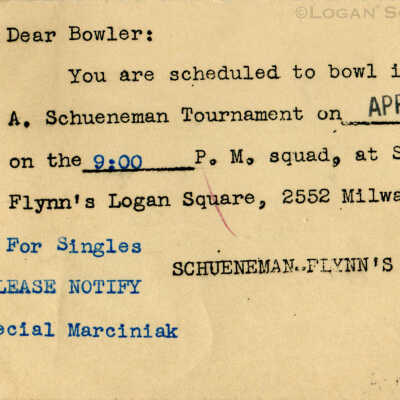 ©LOGAN S
Dear Bowler:
You are scheduled to bowl i
A. Schueneman Tournament on APR
on the 9:00 P. M. squad, at S
Flynn's Logan Square, 2552 Milwa
For Singles
SCHUENEMAN-FLYNN'S
LEASE NOTIFY
ecial Marciniak